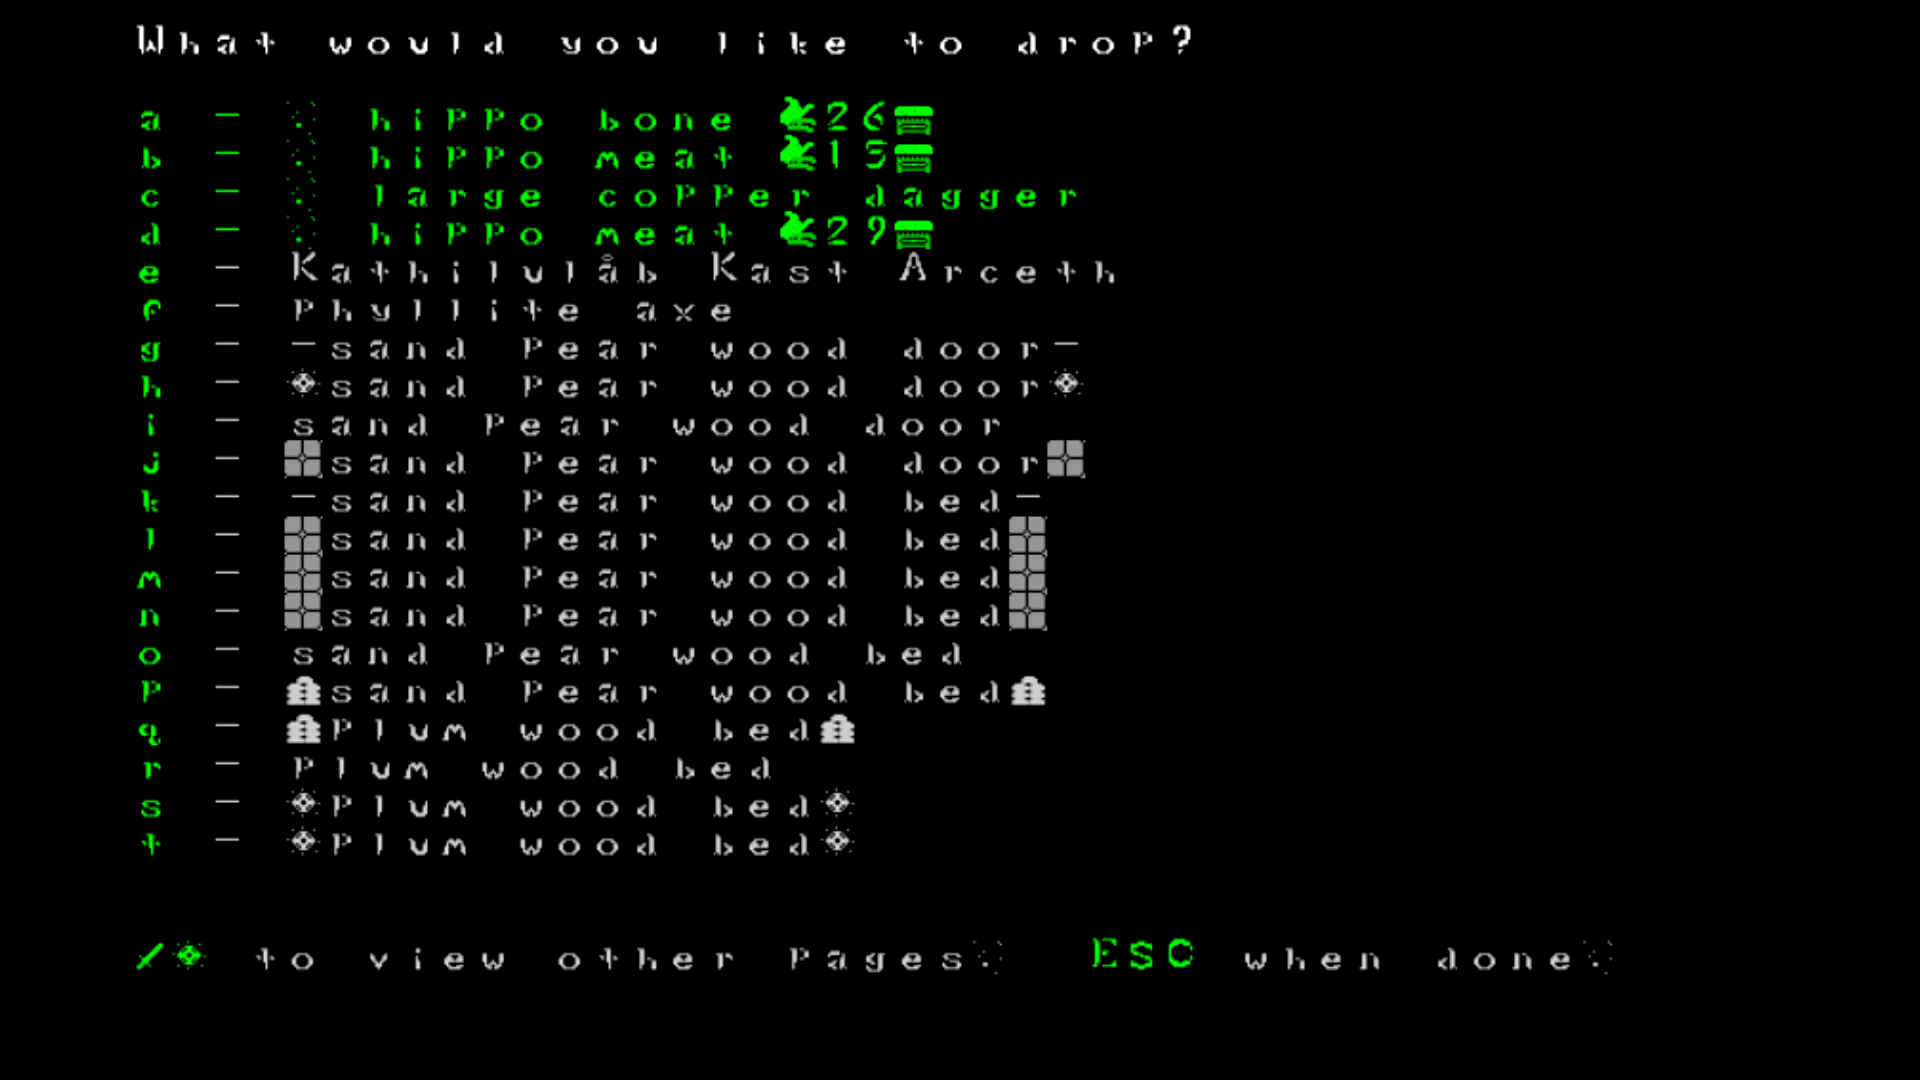 What would you like to drop?
a - hippo bone 26
b - hippo meat 15
c - large copper dagger
d - hippo meat 29
e - Kathilulåb Kast Arceth
f - phyllite axe
g - -sand pear wood door-
h - sand pear wood door
i - sand pear wood door
j - sand pear wood door
k - -sand pear wood bed-
l - sand pear wood bed
m - sand pear wood bed
n - sand pear wood bed
o - sand pear wood bed
p - sand pear wood bed
q - plum wood bed
r - plum wood bed
s - plum wood bed
t - plum wood bed
/ to view other pages ESC when done